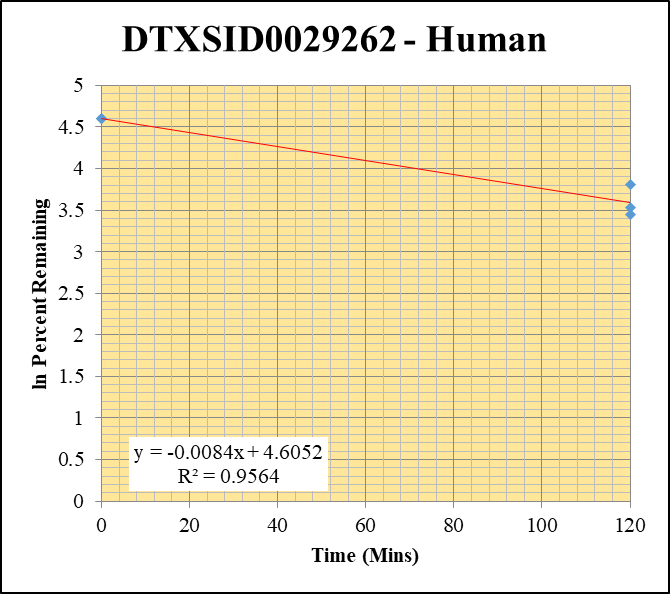 DTXSID0029262 - Human
5
4.5
4
3.5
3
2.5
2
1.5
1
0.5
0
ln Percent Remaining
y = -0.0084x + 4.6052
R² = 0.9564
0 20 40 60 80 100 120
Time (Mins)